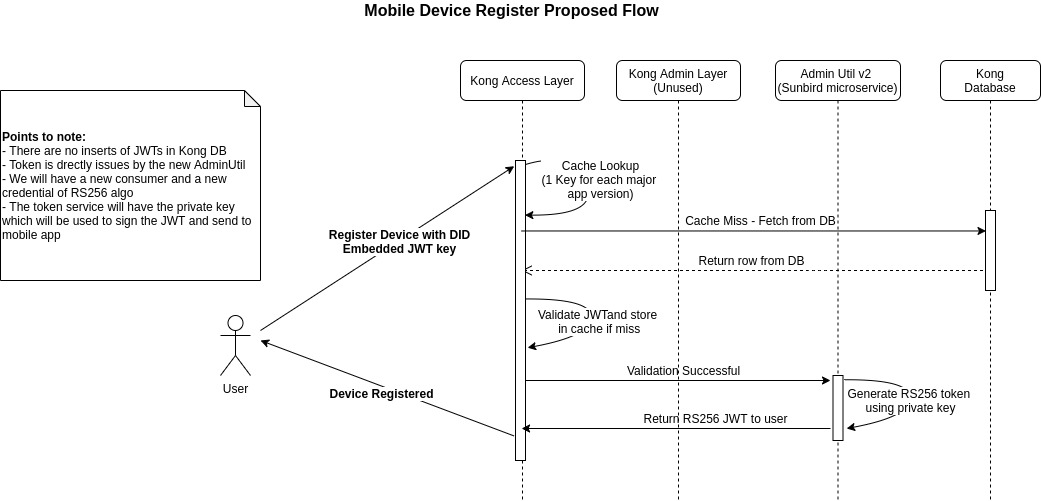 Mobile Device Register Proposed Flow
Kong Access Layer
Kong Admin Layer
(Unused)
Admin Util v2
(Sunbird microservice)
Kong
Database
Points to note:
- There are no inserts of JWTs in Kong DB
- Token is drectly issues by the new AdminUtil
- We will have a new consumer and a new
credential of RS256 algo
- The token service will have the private key
which will be used to sign the JWT and send to
mobile app
Cache Lookup
(1 Key for each major
app version)
Cache Miss - Fetch from DB
Register Device with DID
Embedded JWT key
Return row from DB
Validate JWTand store
in cache if miss
User
Validation Successful
Device Registered
Generate RS256 token
using private key
Return RS256 JWT to user